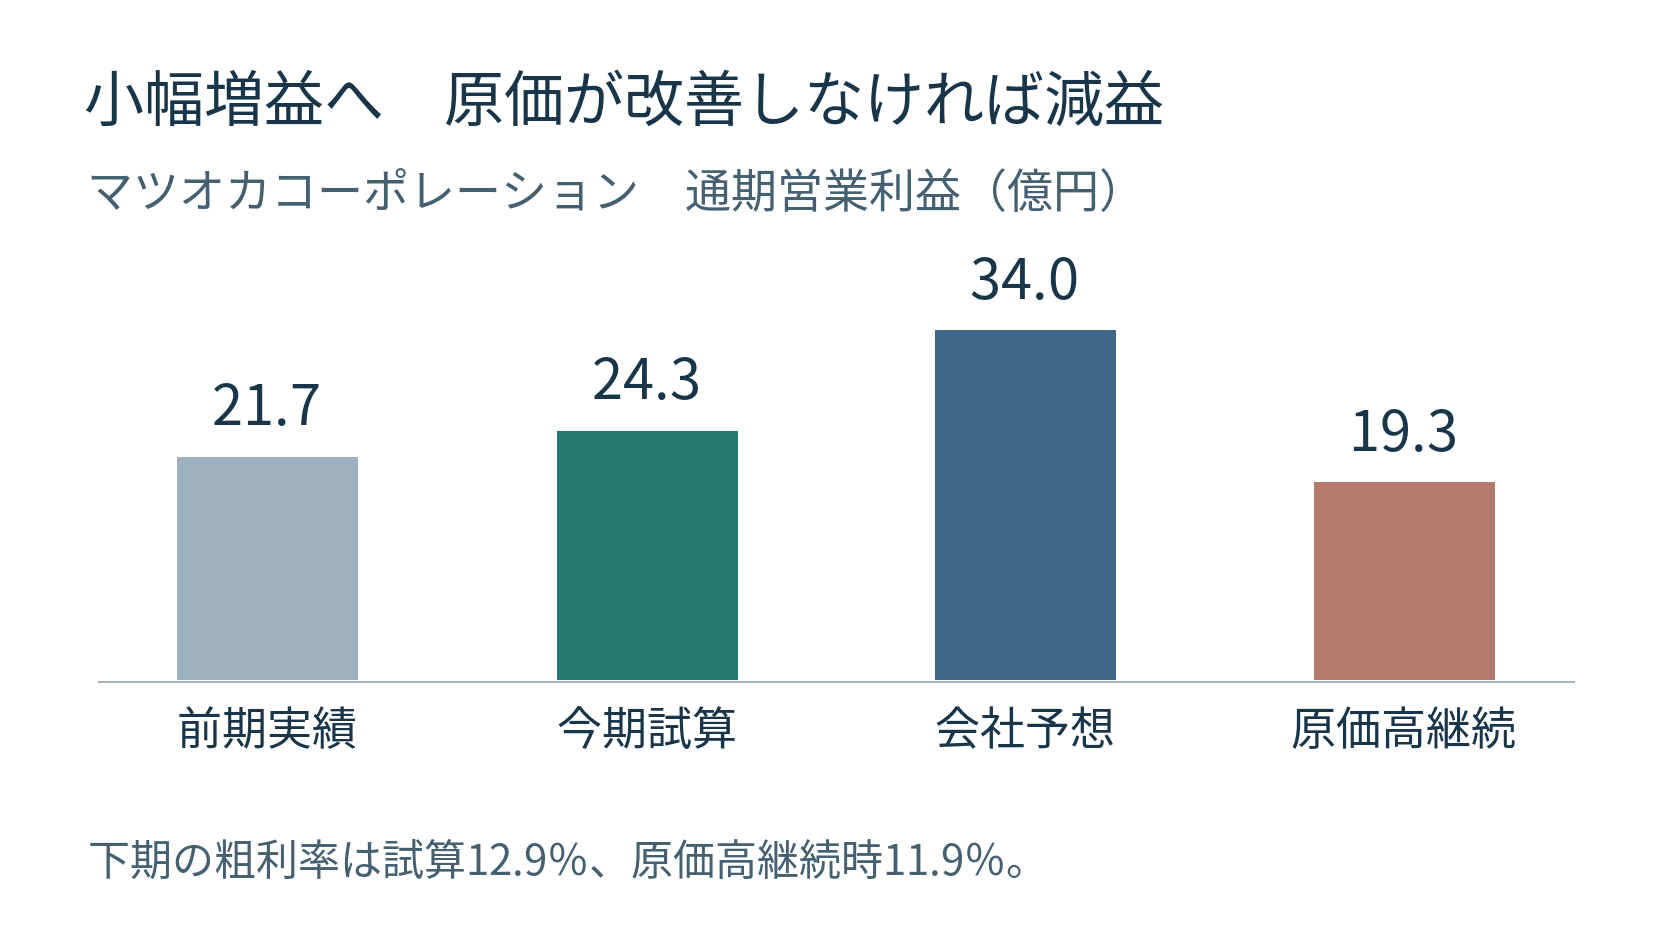 小幅増益へ　原価が改善しなければ減益
マツオカコーポレーション　通期営業利益（億円）
21.7
24.3
34.0
19.3
前期実績
今期試算
会社予想
原価高継続
下期の粗利率は試算12.9%、原価高継続時11.9%。